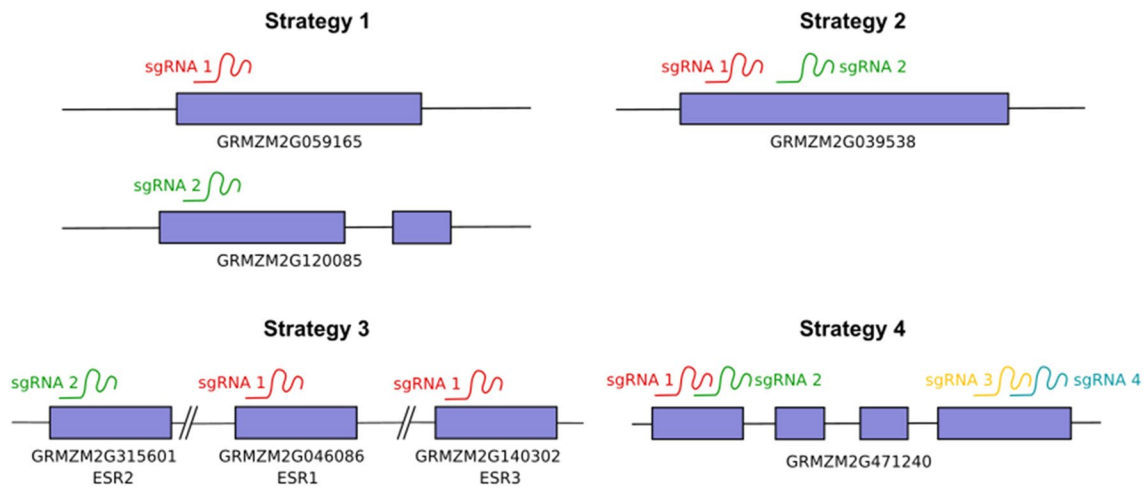 Strategy 1
sgRNA 1
GRMZM2G059165
sgRNA 2
GRMZM2G120085
Strategy 2
sgRNA 1
sgRNA 2
GRMZM2G039538
Strategy 3
sgRNA 2
sgRNA 1
sgRNA 1
GRMZM2G315601
ESR2
GRMZM2G046086
ESR1
GRMZM2G140302
ESR3
Strategy 4
sgRNA 1
sgRNA 2
sgRNA 3
sgRNA 4
GRMZM2G471240